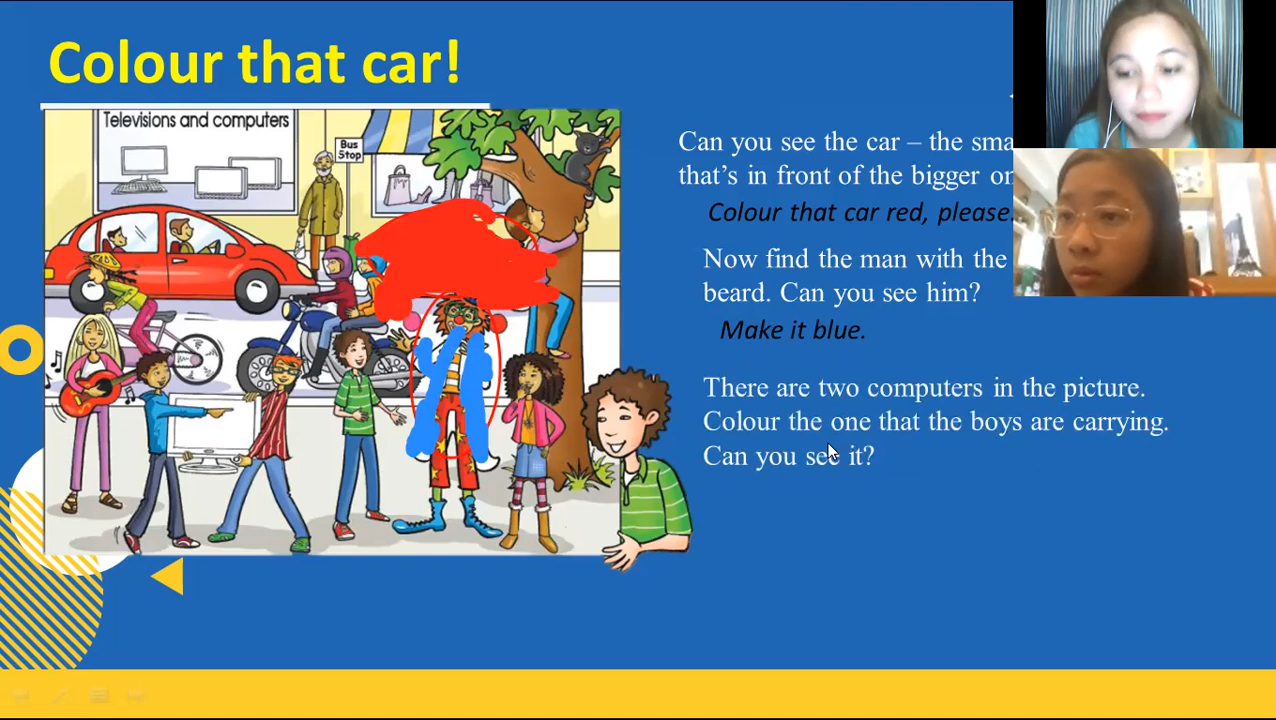 Colour that car!
Televisions and computers
Bus
Stop
Can you see the car – the
that's in front of the bigger
Colour that car red, please.
Now find the man with the
beard. Can you see him?
Make it blue.
There are two computers in the picture.
Colour the one that the boys are carrying.
Can you see it?